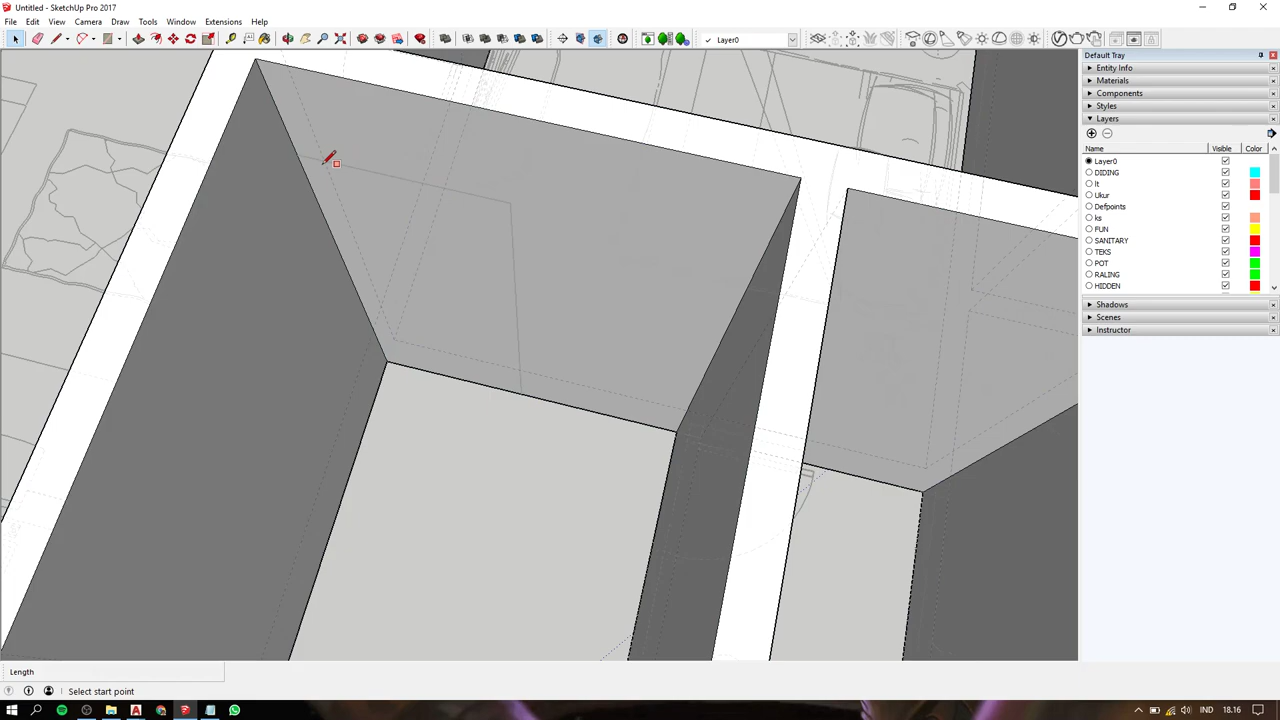 Untitled - SketchUp Pro 2017
File Edit View Camera Draw Tools Window Extensions Help
Layer0
Default Tray
Entity Info
Materials
Components
Styles
Layers
Name Visible Color
Layer0
DIDING
lt
Ukur
Defpoints
ks
FUN
SANITARY
TEKS
POT
RALING
HIDDEN
Shadows
Scenes
Instructor
Length
Select start point
IND 18.16